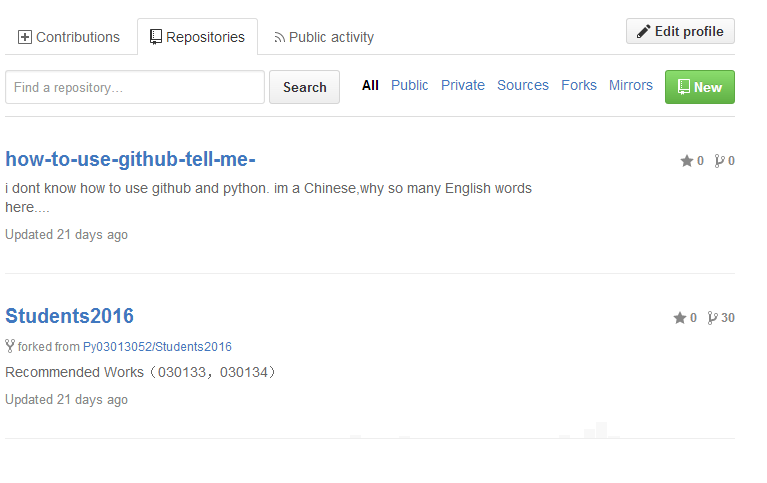 Contributions Repositories Public activity Edit profile
Find a repository... Search All Public Private Sources Forks Mirrors New
how-to-use-github-tell-me- 0 0
i dont know how to use github and python. im a Chinese,why so many English words
here....
Updated 21 days ago
Students2016 0 30
forked from Py03013052/Students2016
Recommended Works（030133，030134）
Updated 21 days ago